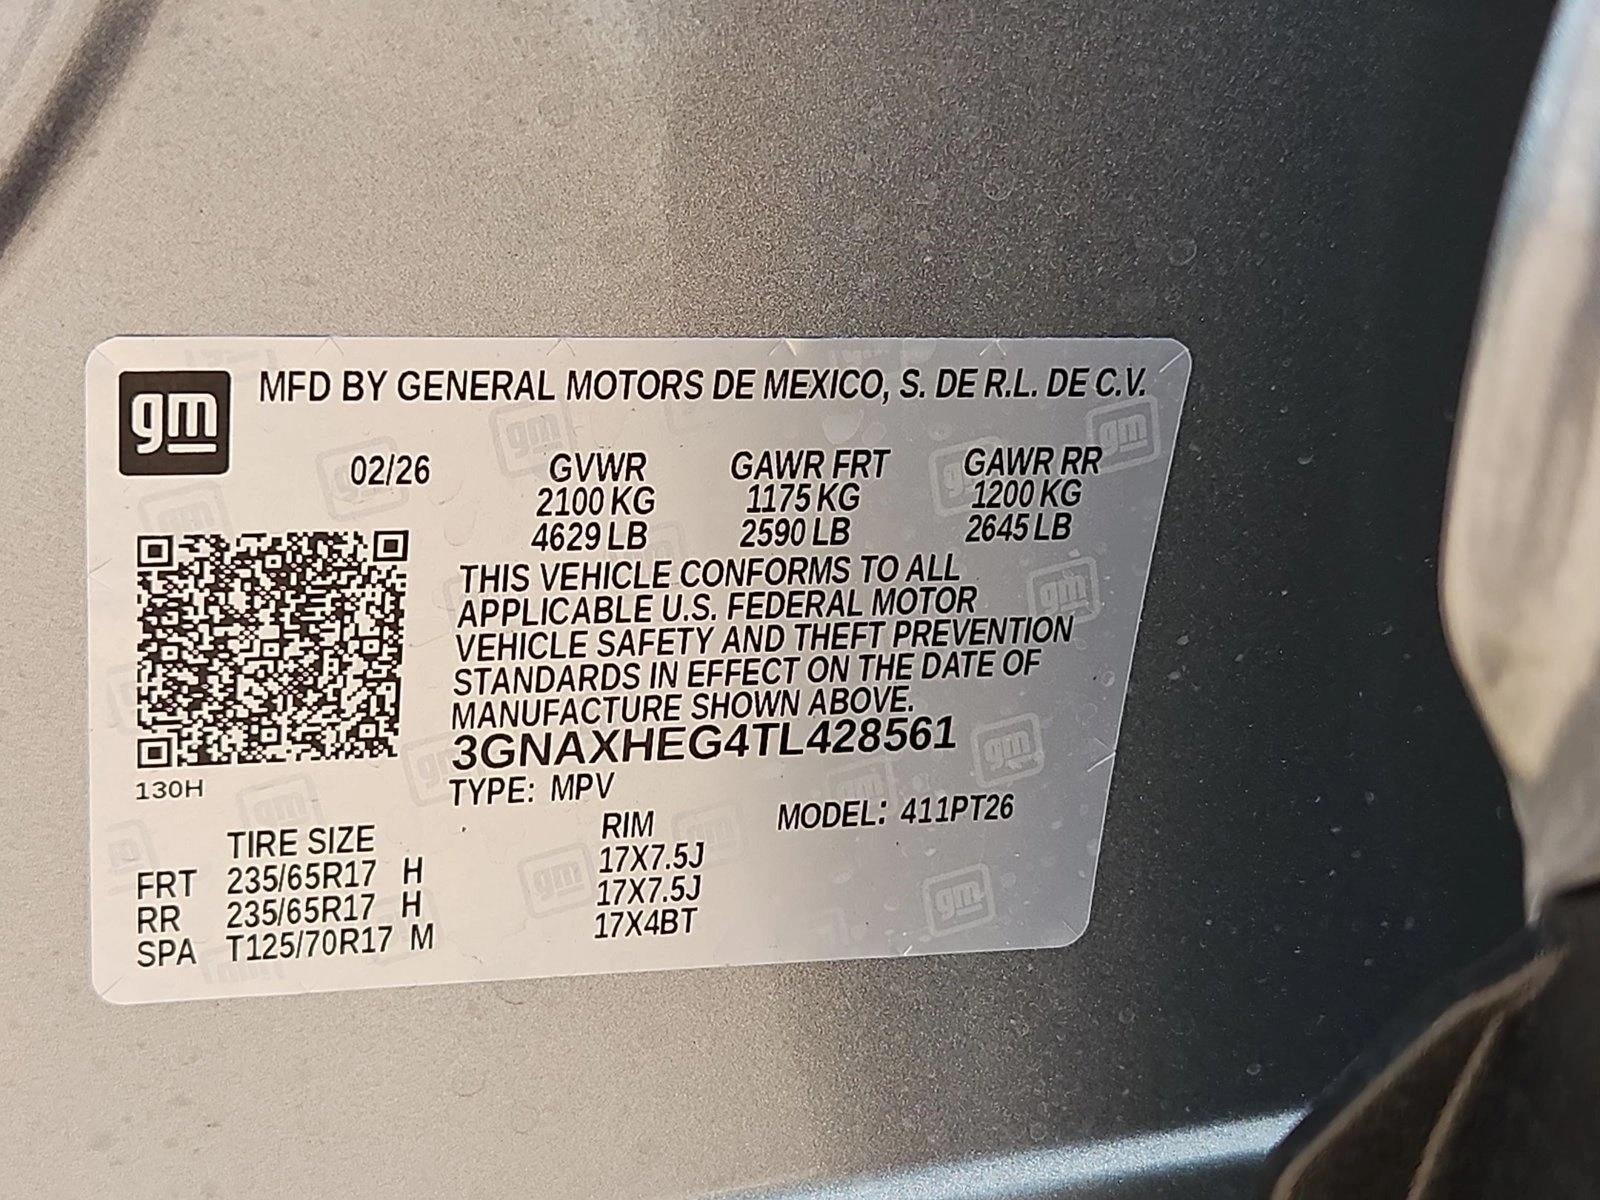 gm
MFD BY GENERAL MOTORS DE MEXICO, S. DE R.L. DE C.V.
02/26 GVWR GAWR FRT GAWR RR
2100 KG 1175 KG 1200 KG
4629 LB 2590 LB 2645 LB
THIS VEHICLE CONFORMS TO ALL
APPLICABLE U.S. FEDERAL MOTOR
VEHICLE SAFETY AND THEFT PREVENTION
STANDARDS IN EFFECT ON THE DATE OF
MANUFACTURE SHOWN ABOVE.
3GNAXHEG4TL428561
130H
TYPE: MPV
MODEL: 411PT26
TIRE SIZE RIM
FRT 235/65R17 H 17X7.5J
RR 235/65R17 H 17X7.5J
SPA T125/70R17 M 17X4BT